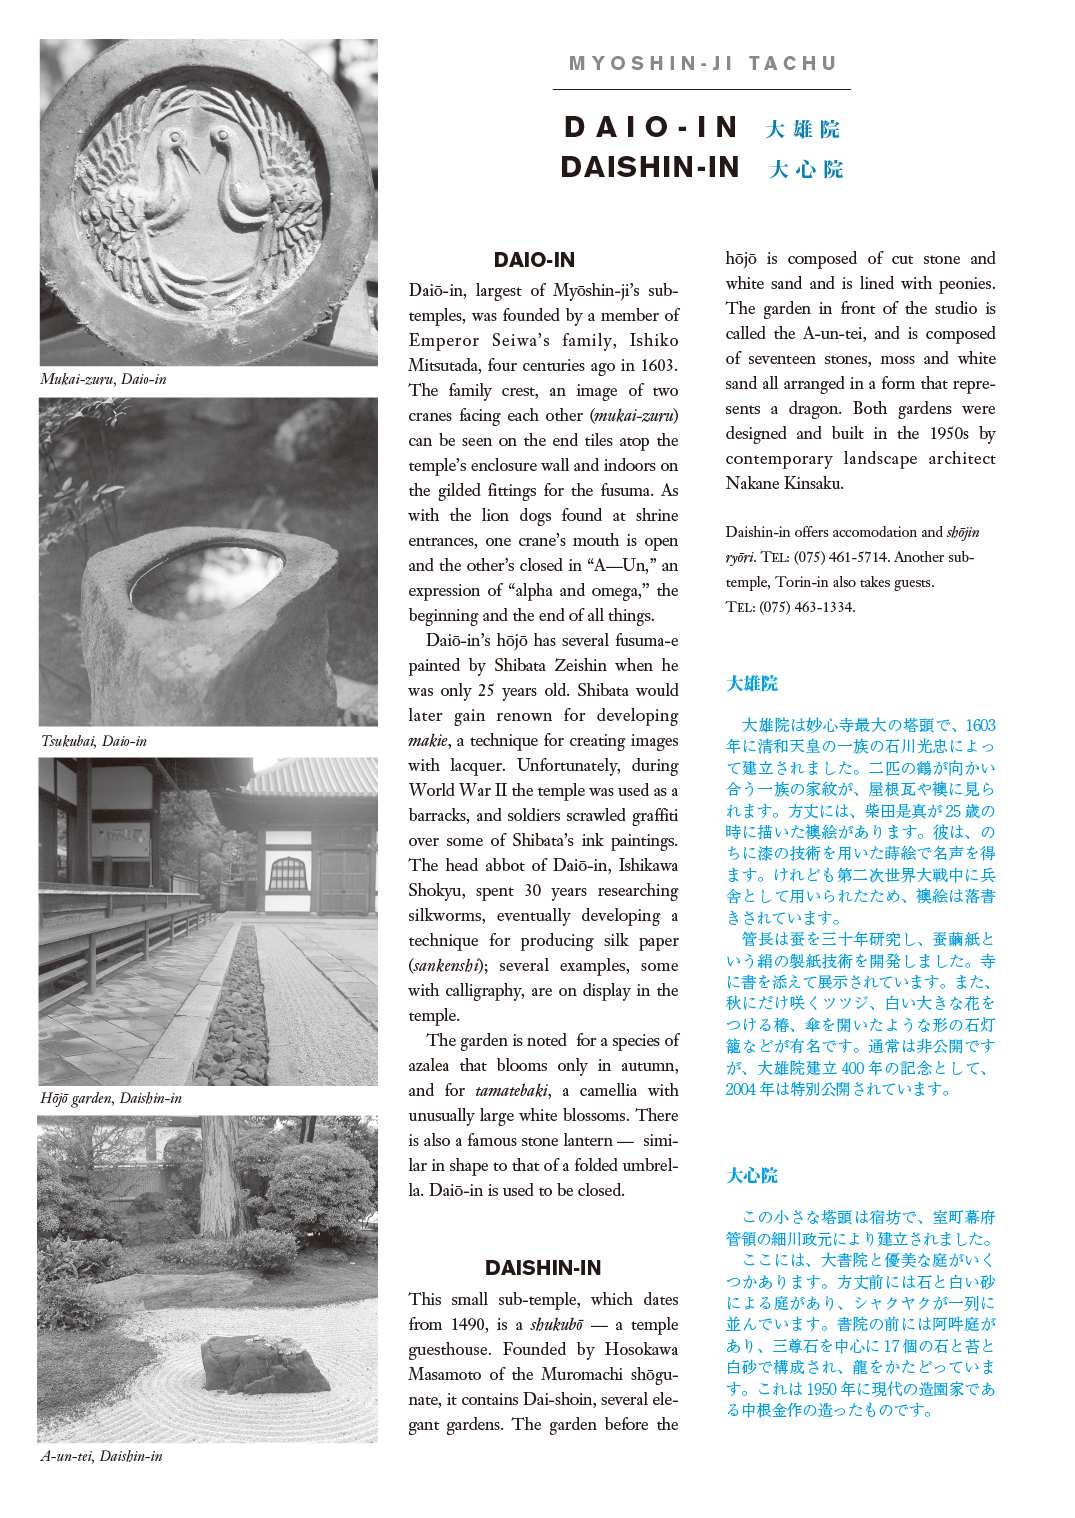 MYOSHIN-JI TACHU
DAIO-IN 大雄院
DAISHIN-IN 大心院
Mukai-zuru, Daio-in
Tsukubai, Daio-in
Hōjō garden, Daishin-in
A-un-tei, Daishin-in
DAIO-IN
Daiō-in, largest of Myōshin-ji's sub-
temples, was founded by a member of
Emperor Seiwa's family, Ishiko
Mitsutada, four centuries ago in 1603.
The family crest, an image of two
cranes facing each other (mukai-zuru)
can be seen on the end tiles atop the
temple's enclosure wall and indoors on
the gilded fittings for the fusuma. As
with the lion dogs found at shrine
entrances, one crane's mouth is open
and the other's closed in “A—Un,” an
expression of “alpha and omega,” the
beginning and the end of all things.
Daiō-in's hōjō has several fusuma-e
painted by Shibata Zeishin when he
was only 25 years old. Shibata would
later gain renown for developing
makie, a technique for creating images
with lacquer. Unfortunately, during
World War II the temple was used as a
barracks, and soldiers scrawled graffiti
over some of Shibata's ink paintings.
The head abbot of Daiō-in, Ishikawa
Shokyu, spent 30 years researching
silkworms, eventually developing a
technique for producing silk paper
(sankenshi); several examples, some
with calligraphy, are on display in the
temple.
The garden is noted for a species of
azalea that blooms only in autumn,
and for tamatebaki, a camellia with
unusually large white blossoms. There
is also a famous stone lantern — simi-
lar in shape to that of a folded umbrel-
la. Daiō-in is used to be closed.
DAISHIN-IN
This small sub-temple, which dates
from 1490, is a shukubō — a temple
guesthouse. Founded by Hosokawa
Masamoto of the Muromachi shōgu-
nate, it contains Dai-shoin, several ele-
gant gardens. The garden before the
hōjō is composed of cut stone and
white sand and is lined with peonies.
The garden in front of the studio is
called the A-un-tei, and is composed
of seventeen stones, moss and white
sand all arranged in a form that repre-
sents a dragon. Both gardens were
designed and built in the 1950s by
contemporary landscape architect
Nakane Kinsaku.
Daishin-in offers accomodation and shōjin
ryōri. TEL: (075) 461-5714. Another sub-
temple, Torin-in also takes guests.
TEL: (075) 463-1334.
大雄院
大雄院は妙心寺最大の塔頭で、1603
年に清和天皇の一族の石川光忠によっ
て建立されました。二匹の鶴が向かい
合う一族の家紋が、屋根瓦や襖に見ら
れます。方丈には、柴田是真が25歳の
時に描いた襖絵があります。彼は、の
ちに漆の技術を用いた蒔絵で名声を得
ます。けれども第二次世界大戦中に兵
舎として用いられたため、襖絵は落書
きされています。
管長は蚕を三十年研究し、蚕繭紙と
いう絹の製紙技術を開発しました。寺
に書を添えて展示されています。また、
秋にだけ咲くツツジ、白い大きな花を
つける椿、傘を開いたような形の石灯
籠などが有名です。通常は非公開です
が、大雄院建立400年の記念として、
2004年は特別公開されています。
大心院
この小さな塔頭は宿坊で、室町幕府
管領の細川政元により建立されました。
ここには、大書院と優美な庭がいく
つかあります。方丈前には石と白い砂
による庭があり、シャクヤクが一列に
並んでいます。書院の前には阿吽庭が
あり、三尊石を中心に17個の石と苔と
白砂で構成され、龍をかたどっていま
す。これは1950年に現代の造園家であ
る中根金作の造ったものです。